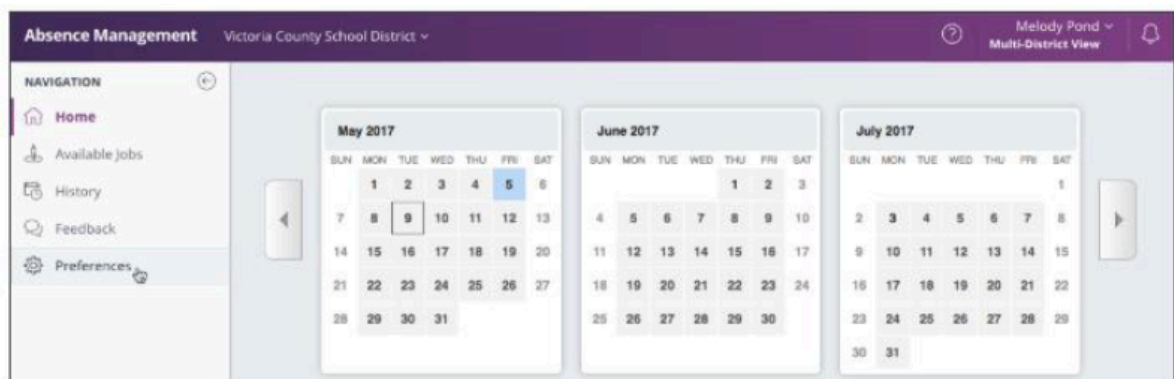 Absence Management Victoria County School District
Melody Pond
Multi-District View
NAVIGATION
Home
Available Jobs
History
Feedback
Preferences
May 2017
SUN MON TUE WED THU FRI SAT
1 2 3 4 5 6
7 8 9 10 11 12 13
14 15 16 17 18 19 20
21 22 23 24 25 26 27
28 29 30 31
June 2017
SUN MON TUE WED THU FRI SAT
1 2 3
4 5 6 7 8 9 10
11 12 13 14 15 16 17
18 19 20 21 22 23 24
25 26 27 28 29 30
July 2017
SUN MON TUE WED THU FRI SAT
1
2 3 4 5 6 7 8
9 10 11 12 13 14 15
16 17 18 19 20 21 22
23 24 25 26 27 28 29
30 31